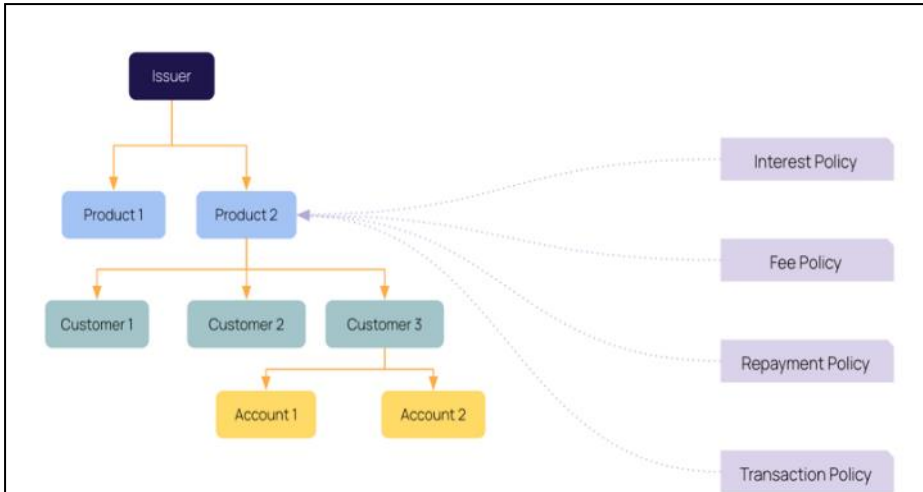 Issuer
Interest Policy
Product 1
Product 2
Fee Policy
Customer 1
Customer 2
Customer 3
Repayment Policy
Account 1
Account 2
Transaction Policy